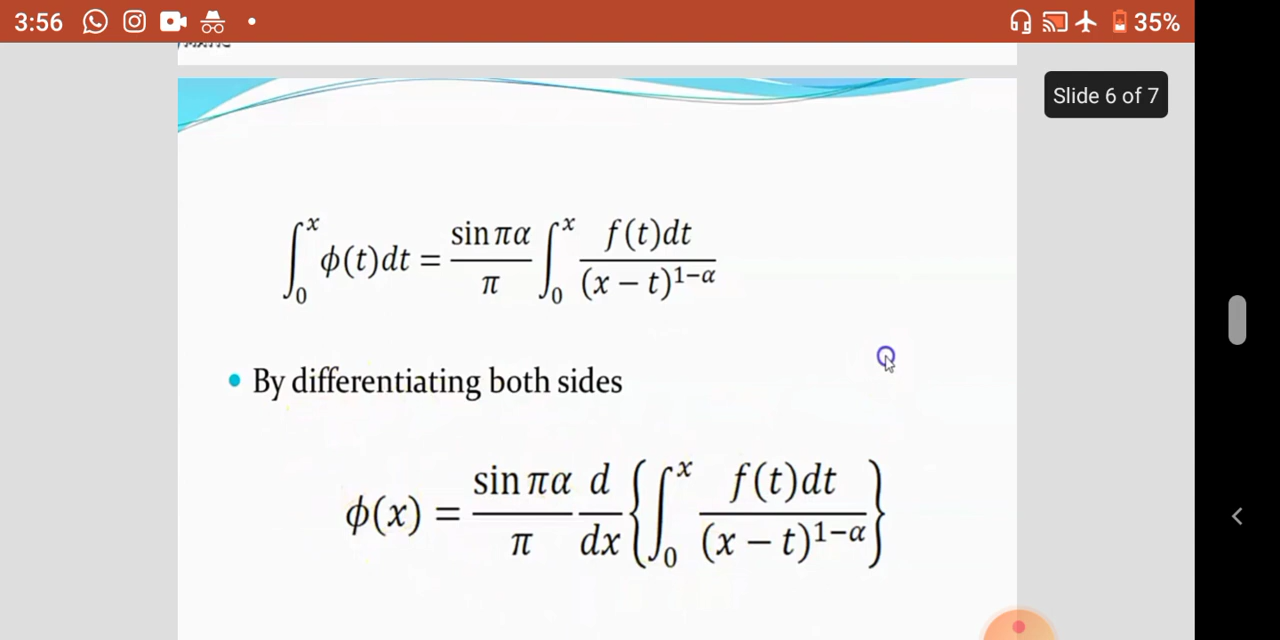 3:56
35%
Slide 6 of 7
∫₀ˣ ϕ(t)dt = (sin πα / π) ∫₀ˣ f(t)dt / (x − t)¹⁻ᵅ
• By differentiating both sides
ϕ(x) = (sin πα / π) (d / dx) {∫₀ˣ f(t)dt / (x − t)¹⁻ᵅ}